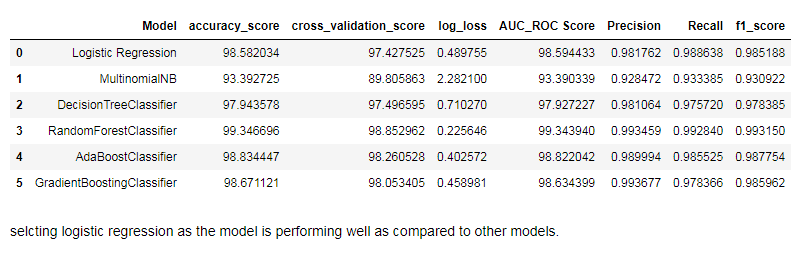 Model accuracy_score cross_validation_score log_loss AUC_ROC Score Precision Recall f1_score
0 Logistic Regression 98.582034 97.427525 0.489755 98.594433 0.981762 0.988638 0.985188
1 MultinomialNB 93.392725 89.805863 2.282100 93.390339 0.928472 0.933385 0.930922
2 DecisionTreeClassifier 97.943578 97.496595 0.710270 97.927227 0.981064 0.975720 0.978385
3 RandomForestClassifier 99.346696 98.852962 0.225646 99.343940 0.993459 0.992840 0.993150
4 AdaBoostClassifier 98.834447 98.260528 0.402572 98.822042 0.989994 0.985525 0.987754
5 GradientBoostingClassifier 98.671121 98.053405 0.458981 98.634399 0.993677 0.978366 0.985962
selcting logistic regression as the model is performing well as compared to other models.